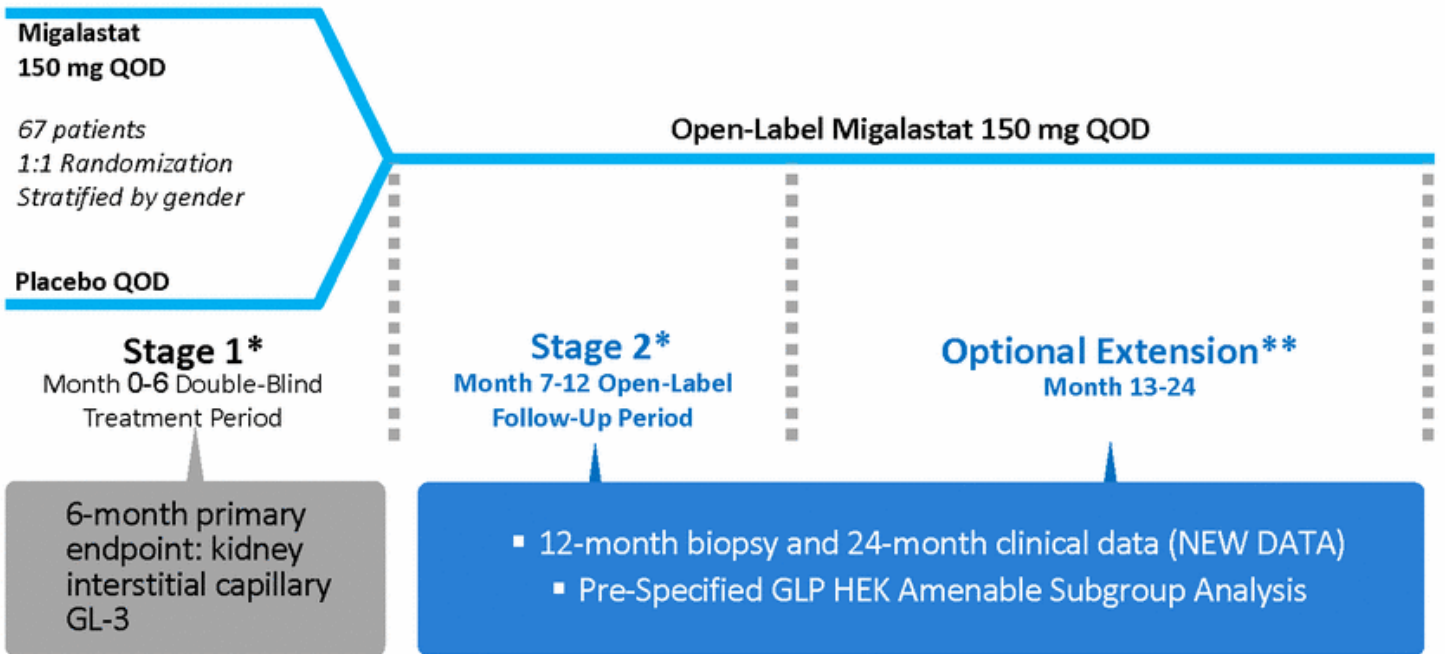 Migalastat
150 mg QOD
67 patients
1:1 Randomization
Stratified by gender
Placebo QOD
Open-Label Migalastat 150 mg QOD
Stage 1*
Month 0-6 Double-Blind
Treatment Period
Stage 2*
Month 7-12 Open-Label
Follow-Up Period
Optional Extension**
Month 13-24
6-month primary
endpoint: kidney
interstitial capillary
GL-3
▪ 12-month biopsy and 24-month clinical data (NEW DATA)
▪ Pre-Specified GLP HEK Amenable Subgroup Analysis